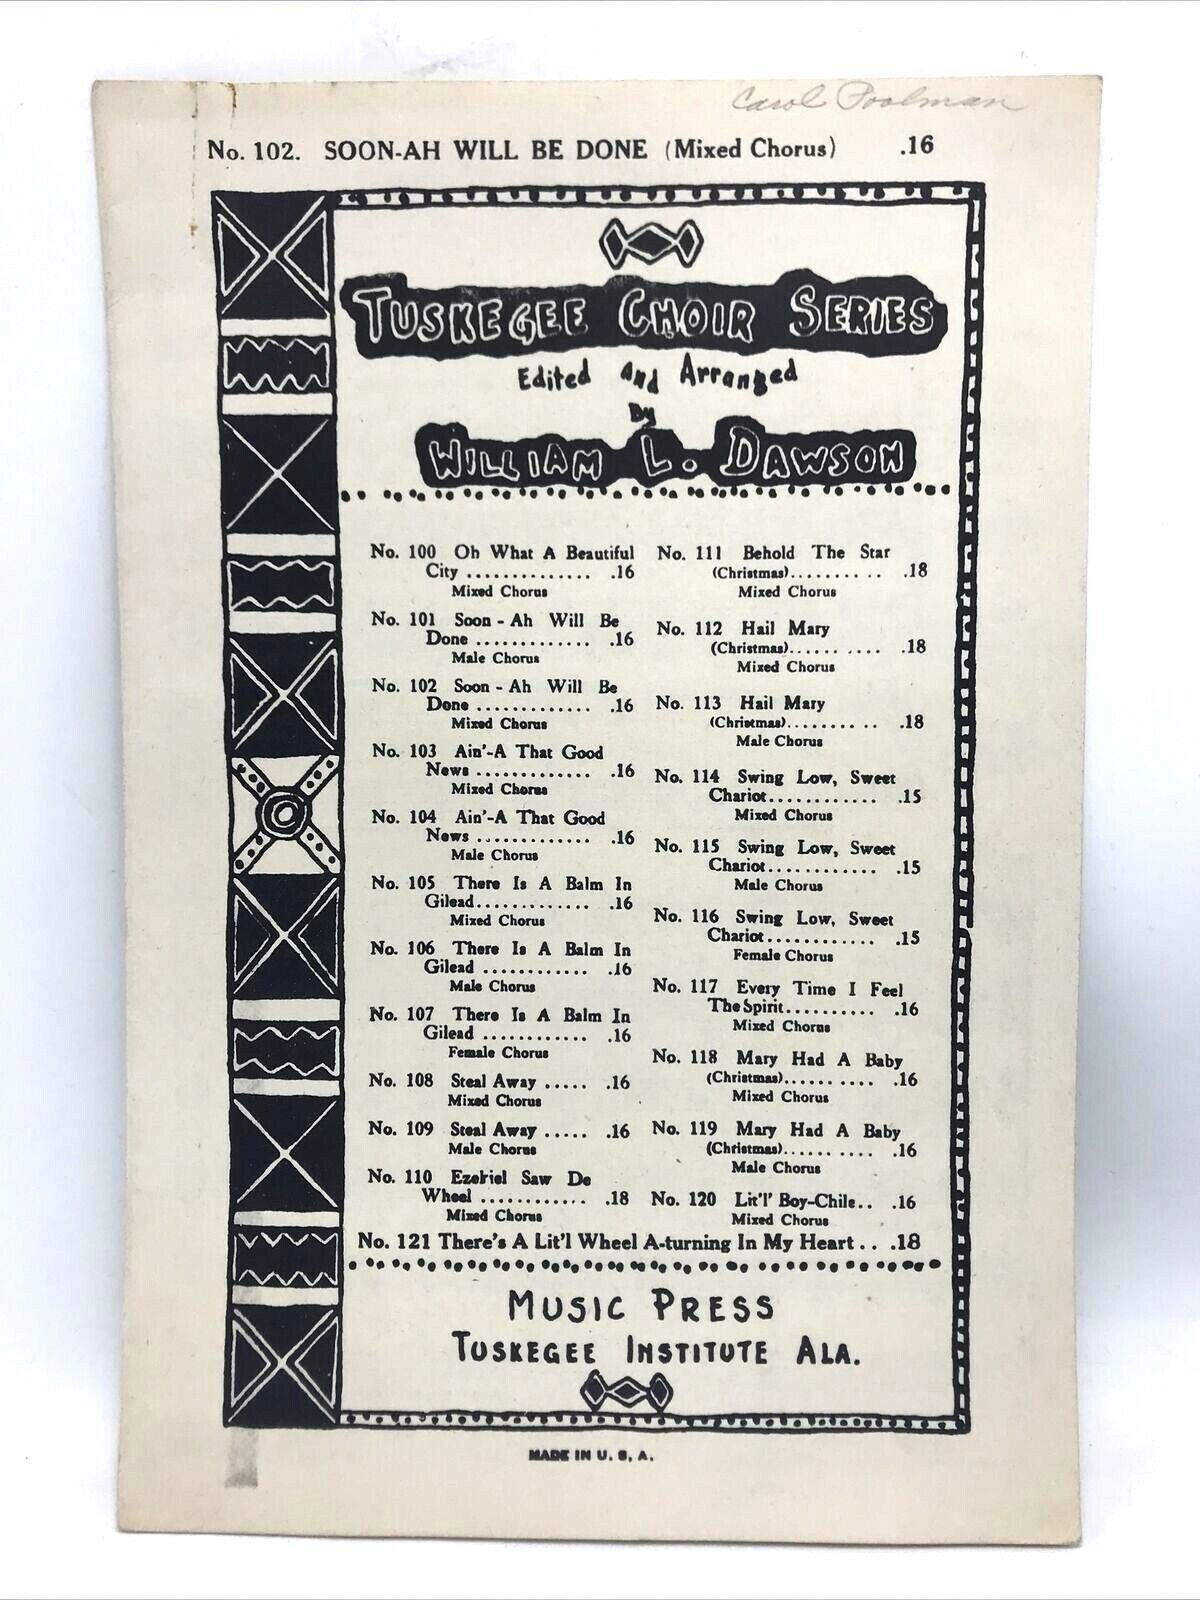 Carol Poolman
No. 102. SOON-AH WILL BE DONE (Mixed Chorus) .16
TUSKEGEE CHOIR SERIES
Edited and Arranged
By
WILLIAM L. DAWSON
No. 100 Oh What A Beautiful
City .............. .16
Mixed Chorus
No. 101 Soon - Ah Will Be
Done ............. .16
Male Chorus
No. 102 Soon - Ah Will Be
Done ............. .16
Mixed Chorus
No. 103 Ain'-A That Good
News ............. .16
Mixed Chorus
No. 104 Ain'-A That Good
News ............. .16
Male Chorus
No. 105 There Is A Balm In
Gilead............. .16
Mixed Chorus
No. 106 There Is A Balm In
Gilead ............ .16
Male Chorus
No. 107 There Is A Balm In
Gilead ............ .16
Female Chorus
No. 108 Steal Away ..... .16
Mixed Chorus
No. 109 Steal Away ..... .16
Male Chorus
No. 110 Ezekiel Saw De
Wheel ............ .18
Mixed Chorus
No. 111 Behold The Star
(Christmas).......... .18
Mixed Chorus
No. 112 Hail Mary
(Christmas)...... .... .18
Mixed Chorus
No. 113 Hail Mary
(Christmas)......... .. .18
Male Chorus
No. 114 Swing Low, Sweet
Chariot............ .15
Mixed Chorus
No. 115 Swing Low, Sweet
Chariot............ .15
Male Chorus
No. 116 Swing Low, Sweet
Chariot............ .15
Female Chorus
No. 117 Every Time I Feel
The Spirit.......... .16
Mixed Chorus
No. 118 Mary Had A Baby
(Christmas)...... .... .16
Mixed Chorus
No. 119 Mary Had A Baby
(Christmas)...... .... .16
Male Chorus
No. 120 Lit'l' Boy-Chile.. .16
Mixed Chorus
No. 121 There's A Lit'l Wheel A-turning In My Heart . . .18
MUSIC PRESS
TUSKEGEE INSTITUTE ALA.
MADE IN U. S. A.